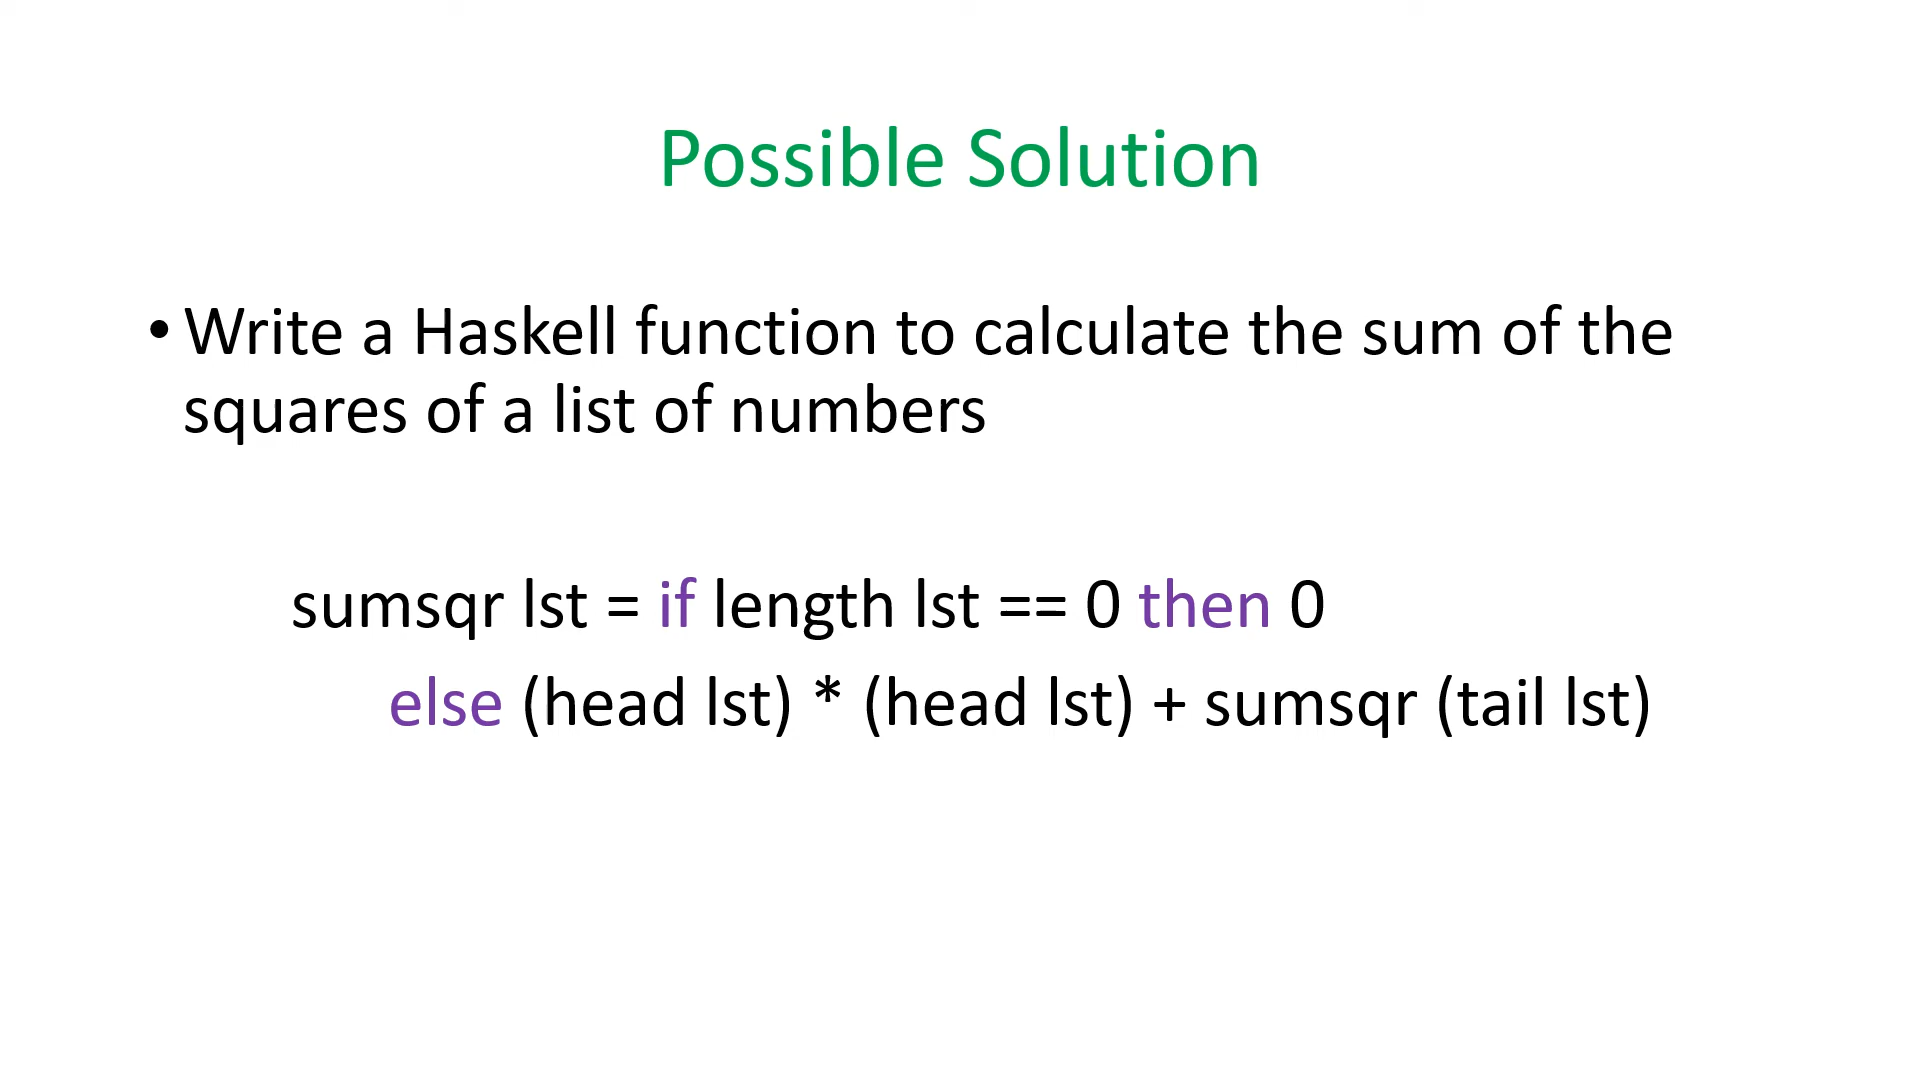 Possible Solution
• Write a Haskell function to calculate the sum of the
squares of a list of numbers
sumsqr lst = if length lst == 0 then 0
else (head lst) * (head lst) + sumsqr (tail lst)